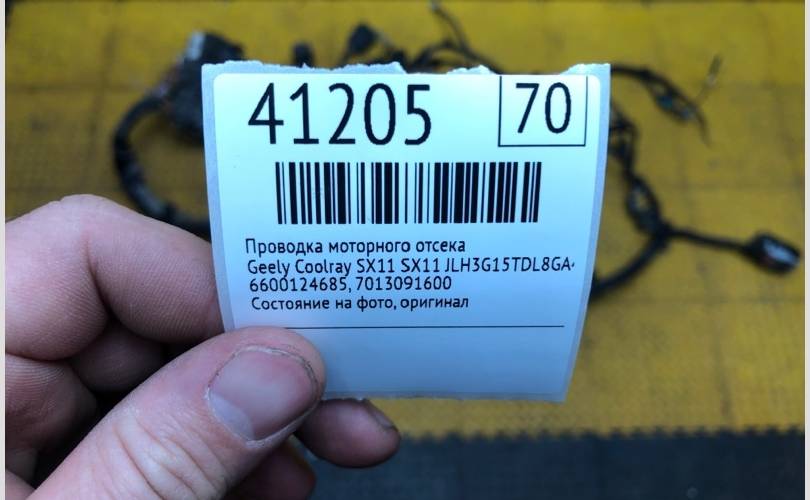 41205
70
Проводка моторного отсека
Geely Coolray SX11 SX11 JLH3G15TDL8GA-
6600124685, 7013091600
Состояние на фото, оригинал